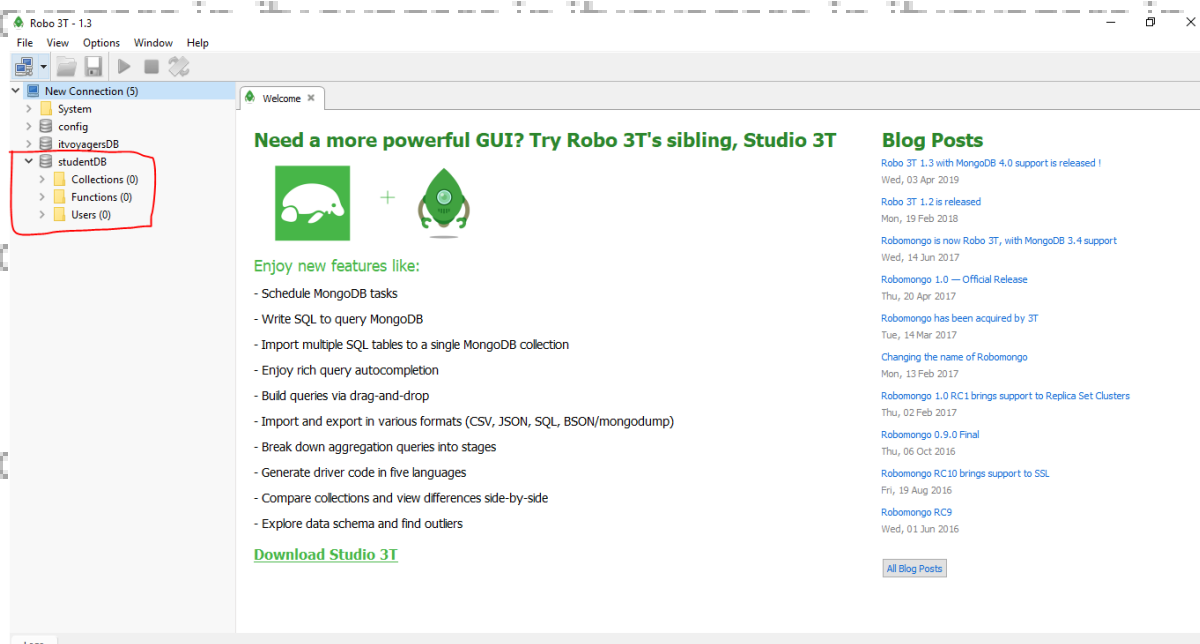 Robo 3T - 1.3
File View Options Window Help
New Connection (5)
System
config
itvoyagersDB
studentDB
Collections (0)
Functions (0)
Users (0)
Welcome
Need a more powerful GUI? Try Robo 3T's sibling, Studio 3T
Enjoy new features like:
- Schedule MongoDB tasks
- Write SQL to query MongoDB
- Import multiple SQL tables to a single MongoDB collection
- Enjoy rich query autocompletion
- Build queries via drag-and-drop
- Import and export in various formats (CSV, JSON, SQL, BSON/mongodump)
- Break down aggregation queries into stages
- Generate driver code in five languages
- Compare collections and view differences side-by-side
- Explore data schema and find outliers
Download Studio 3T
Blog Posts
Robo 3T 1.3 with MongoDB 4.0 support is released !
Wed, 03 Apr 2019
Robo 3T 1.2 is released
Mon, 19 Feb 2018
Robomongo is now Robo 3T, with MongoDB 3.4 support
Wed, 14 Jun 2017
Robomongo 1.0 — Official Release
Thu, 20 Apr 2017
Robomongo has been acquired by 3T
Tue, 14 Mar 2017
Changing the name of Robomongo
Mon, 13 Feb 2017
Robomongo 1.0 RC1 brings support to Replica Set Clusters
Thu, 02 Feb 2017
Robomongo 0.9.0 Final
Thu, 06 Oct 2016
Robomongo RC10 brings support to SSL
Fri, 19 Aug 2016
Robomongo RC9
Wed, 01 Jun 2016
All Blog Posts